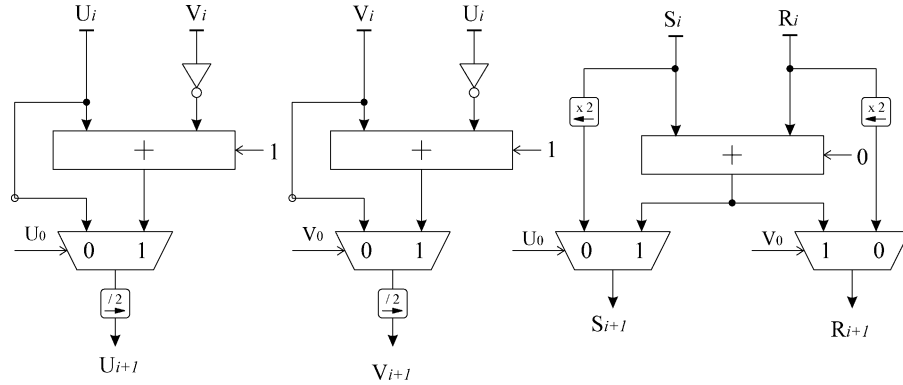 Ui Vi Vi Ui Si Ri
x 2 x2
+ 1 + 1 + 0
U0 0 1 V0 0 1 U0 0 1 V0 1 0
/ 2 / 2
Si+1 Ri+1
Ui+1 Vi+1